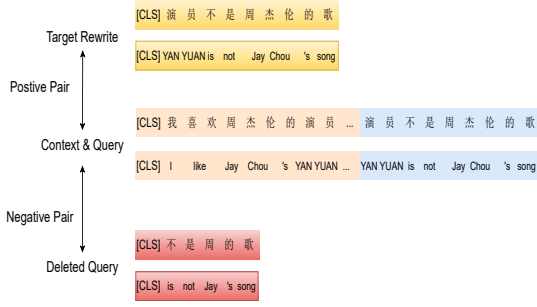 [CLS] 演 员 不 是 周 杰 伦 的 歌
Target Rewrite
[CLS] YAN YUAN is not Jay Chou 's song
Postive Pair
[CLS] 我 喜 欢 周 杰 伦 的 演 员 ... 演 员 不 是 周 杰 伦 的 歌
Context & Query
[CLS] I like Jay Chou 's YAN YUAN ... YAN YUAN is not Jay Chou 's song
Negative Pair
[CLS] 不 是 周 的 歌
Deleted Query
[CLS] is not Jay 's song